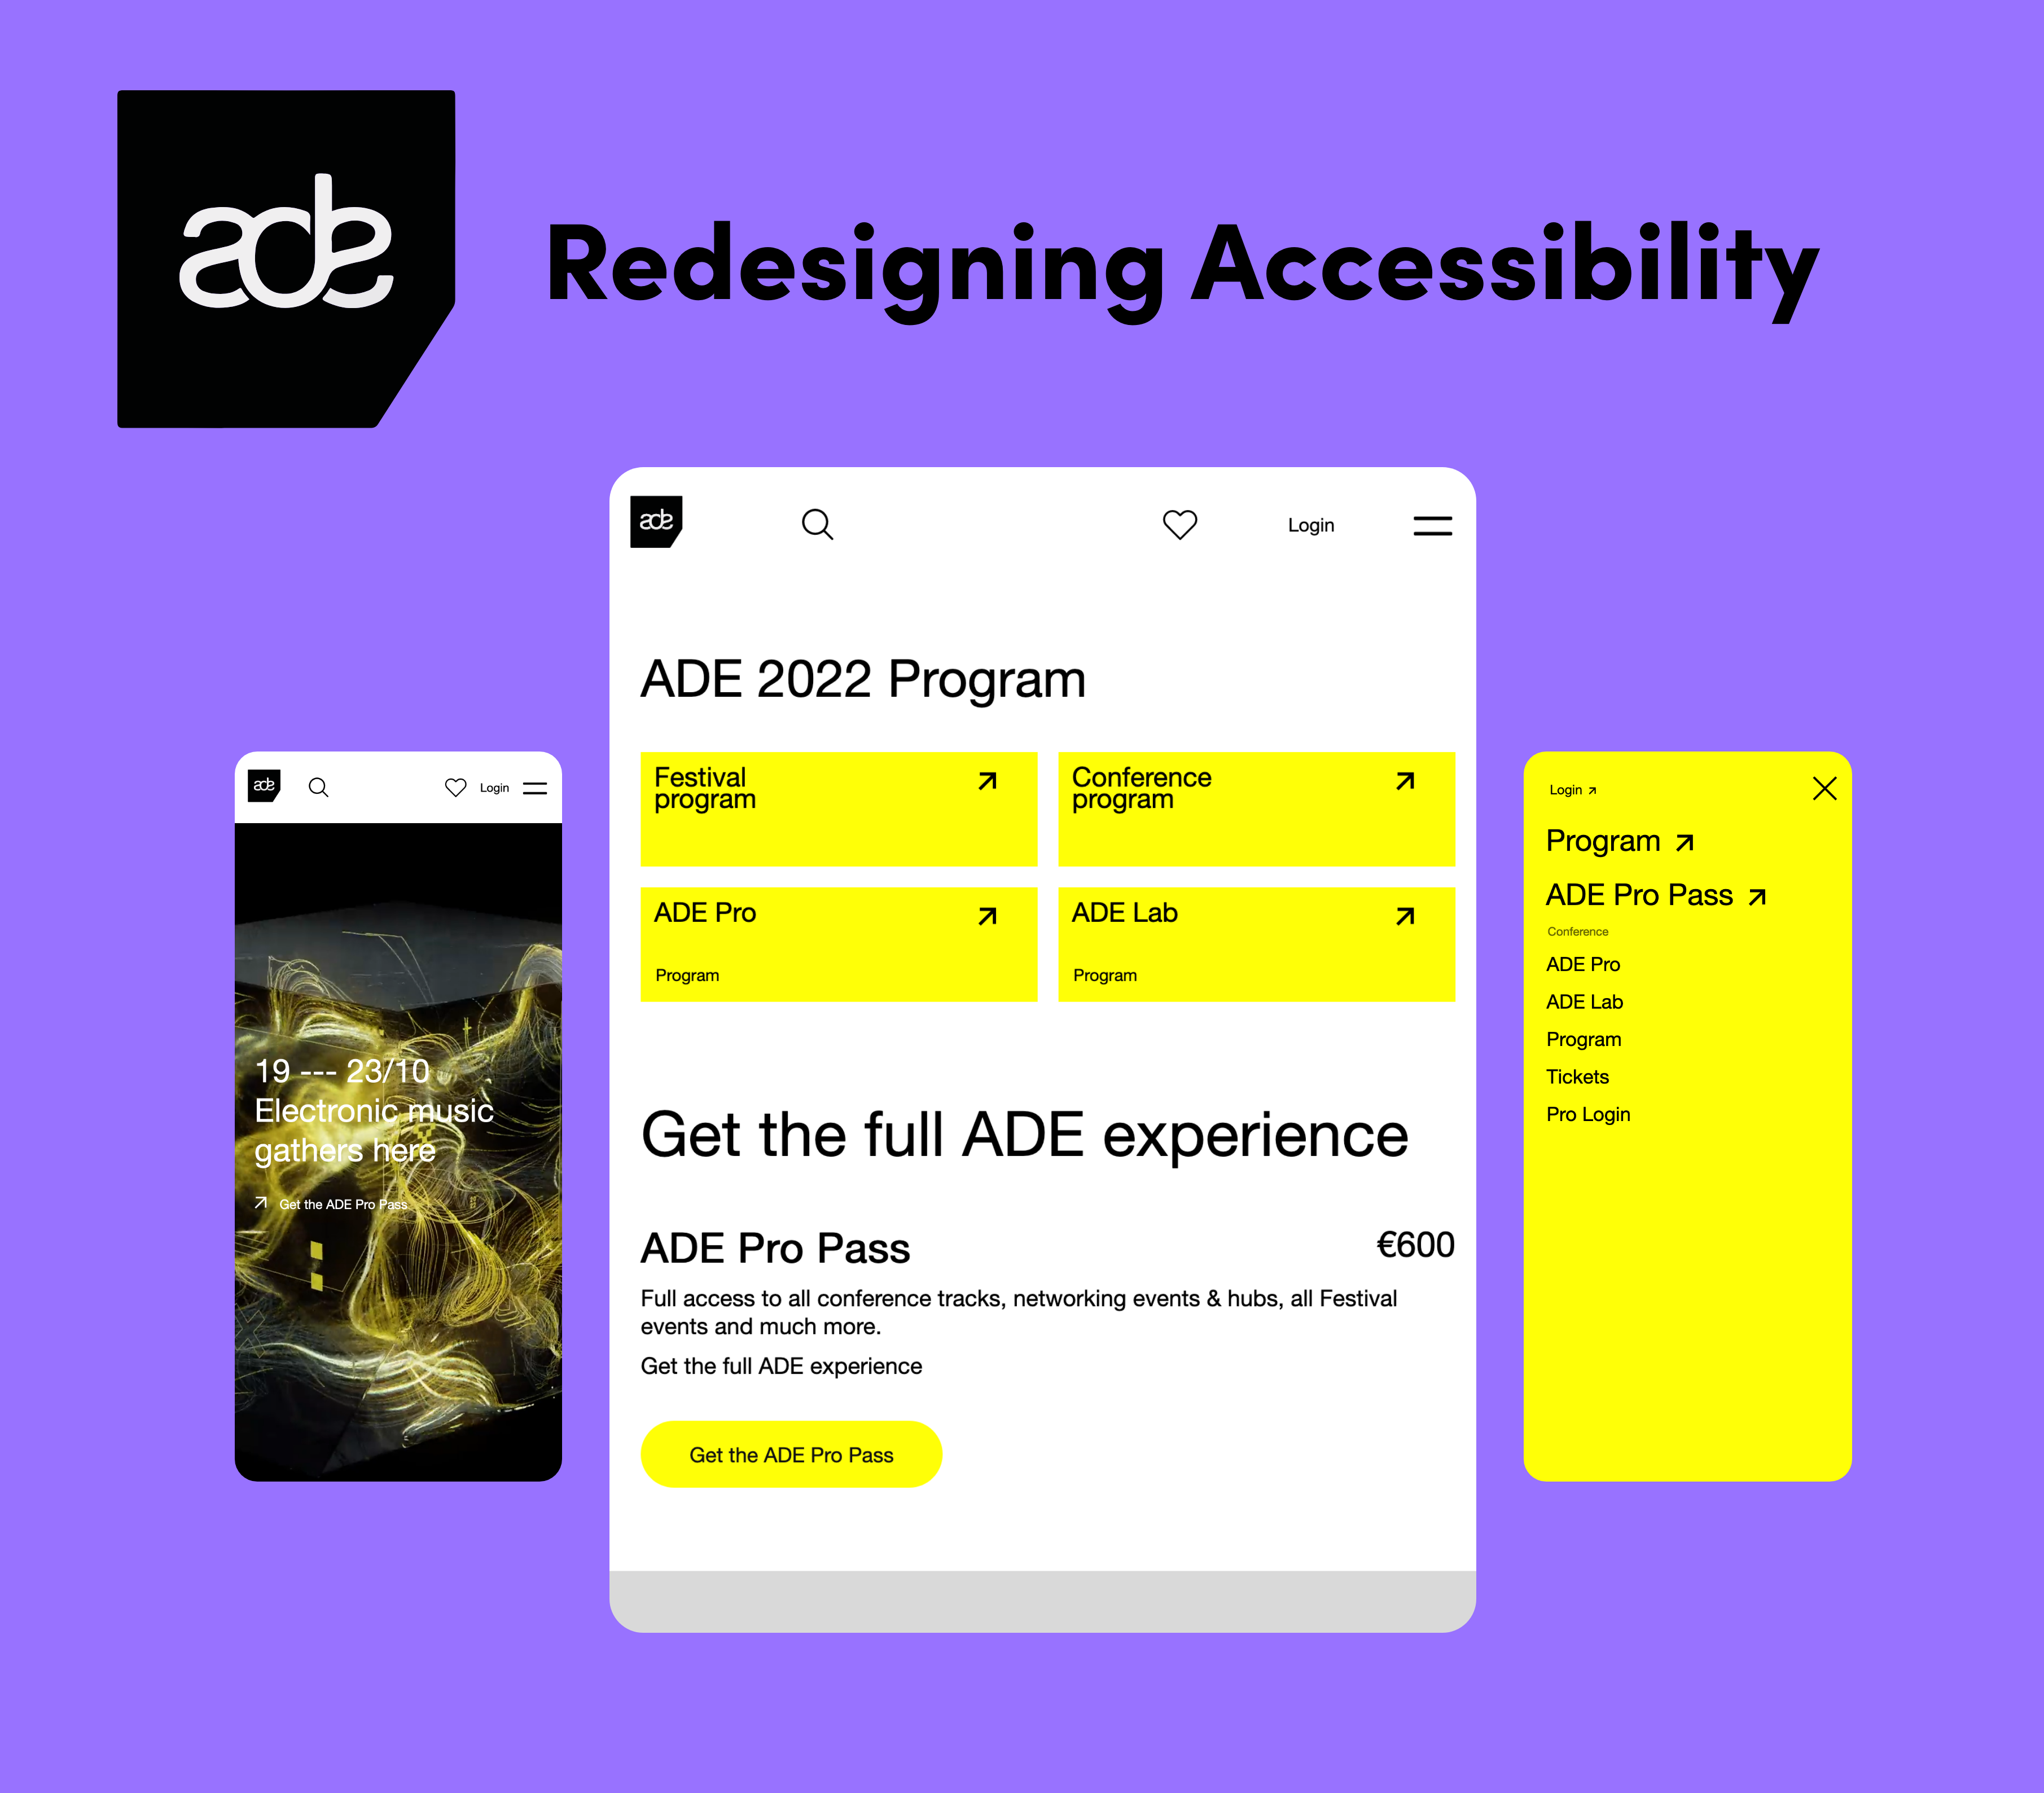 ade
Redesigning Accessibility
ade
Login
ADE 2022 Program
Festival
program
Conference
program
ADE Pro
Program
ADE Lab
Program
Get the full ADE experience
ADE Pro Pass
€600
Full access to all conference tracks, networking events & hubs, all Festival
events and much more.
Get the full ADE experience
Get the ADE Pro Pass
ade
Login
19 --- 23/10
Electronic music
gathers here
Get the ADE Pro Pass
Login
Program
ADE Pro Pass
Conference
ADE Pro
ADE Lab
Program
Tickets
Pro Login